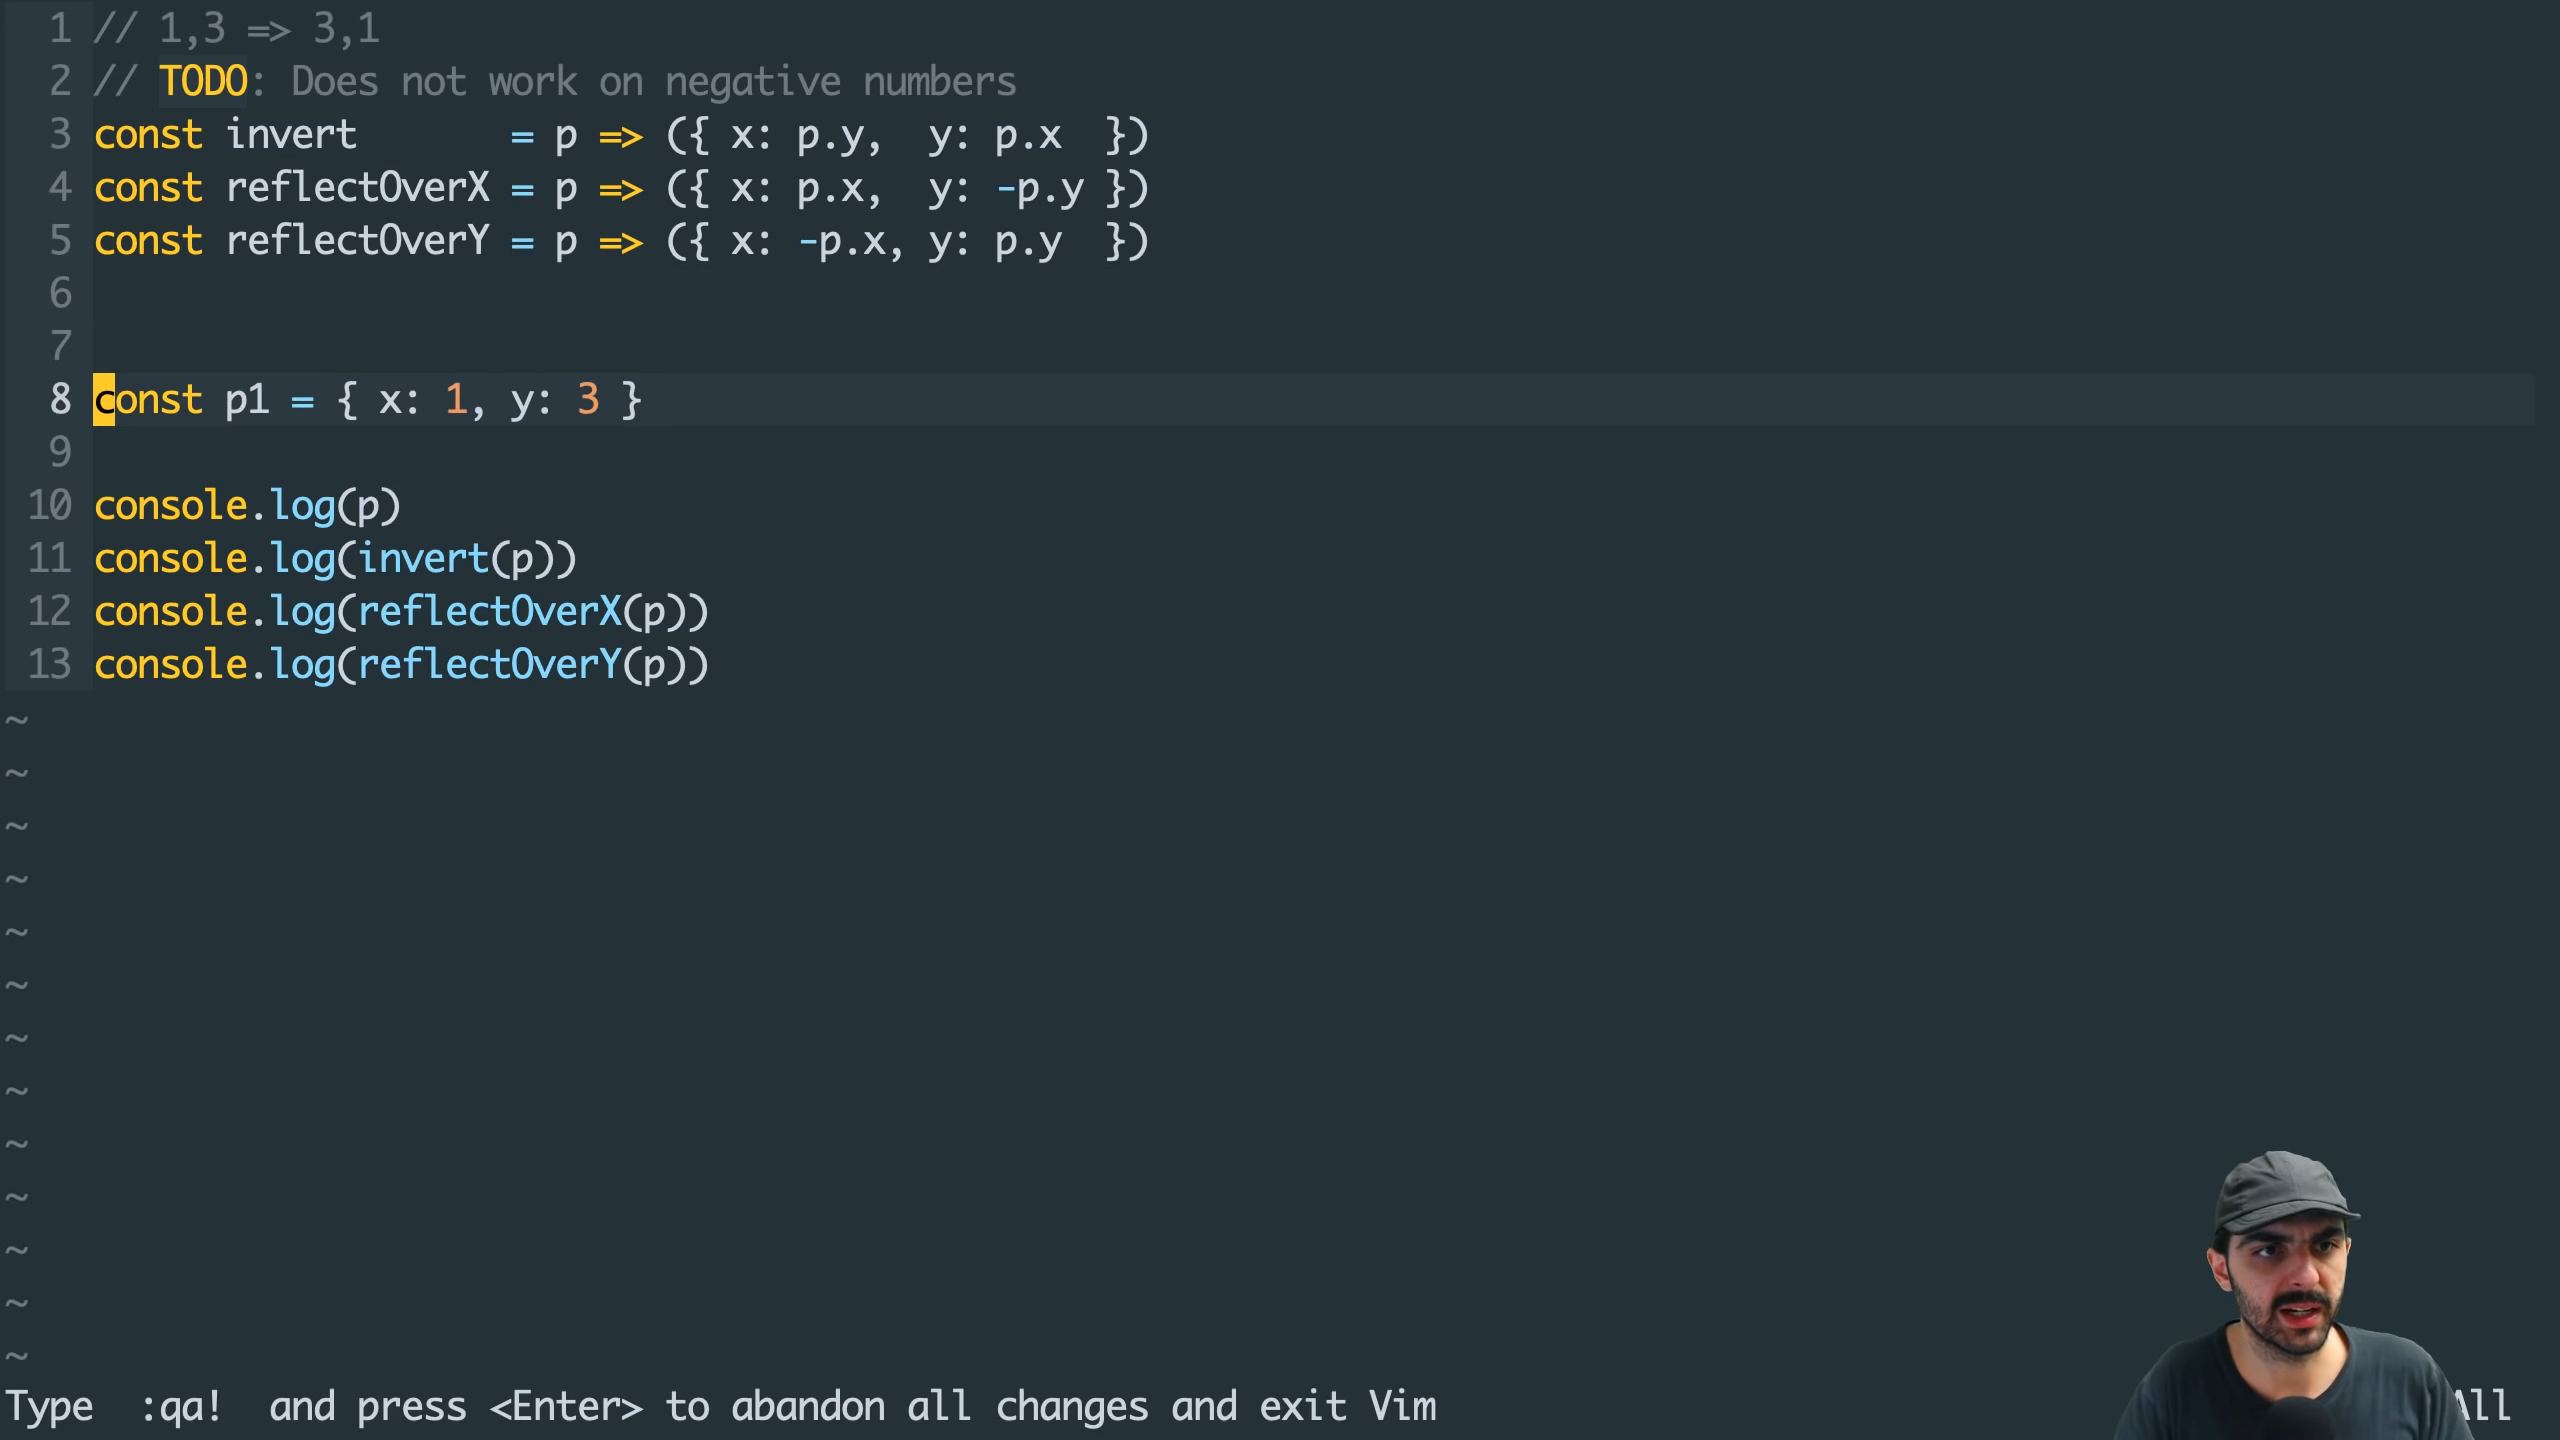 1 // 1,3 => 3,1
2 // TODO: Does not work on negative numbers
3 const invert       = p => ({ x: p.y,  y: p.x  })
4 const reflectOverX = p => ({ x: p.x,  y: -p.y })
5 const reflectOverY = p => ({ x: -p.x, y: p.y  })
6
7
8 const p1 = { x: 1, y: 3 }
9
10 console.log(p)
11 console.log(invert(p))
12 console.log(reflectOverX(p))
13 console.log(reflectOverY(p))
~
~
~
~
~
~
~
~
~
~
~
~
~
Type  :qa!  and press <Enter> to abandon all changes and exit Vim All